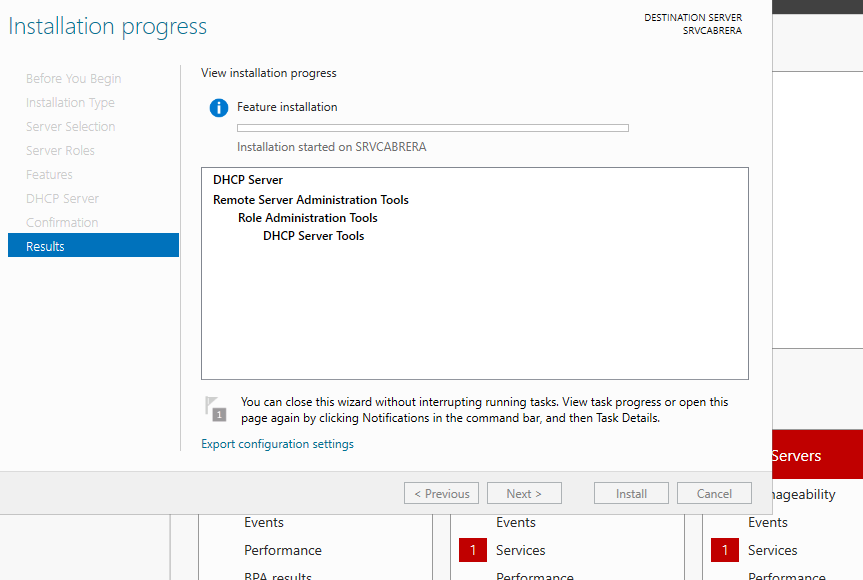 Installation progress
DESTINATION SERVER
SRVCABRERA
Before You Begin
Installation Type
Server Selection
Server Roles
Features
DHCP Server
Confirmation
Results
View installation progress
Feature installation
Installation started on SRVCABRERA
DHCP Server
Remote Server Administration Tools
Role Administration Tools
DHCP Server Tools
1
You can close this wizard without interrupting running tasks. View task progress or open this
page again by clicking Notifications in the command bar, and then Task Details.
Export configuration settings
< Previous
Next >
Install
Cancel
Servers
nageability
Events
Events
Events
Performance
1 Services
1 Services
BPA results
Performance
Performance